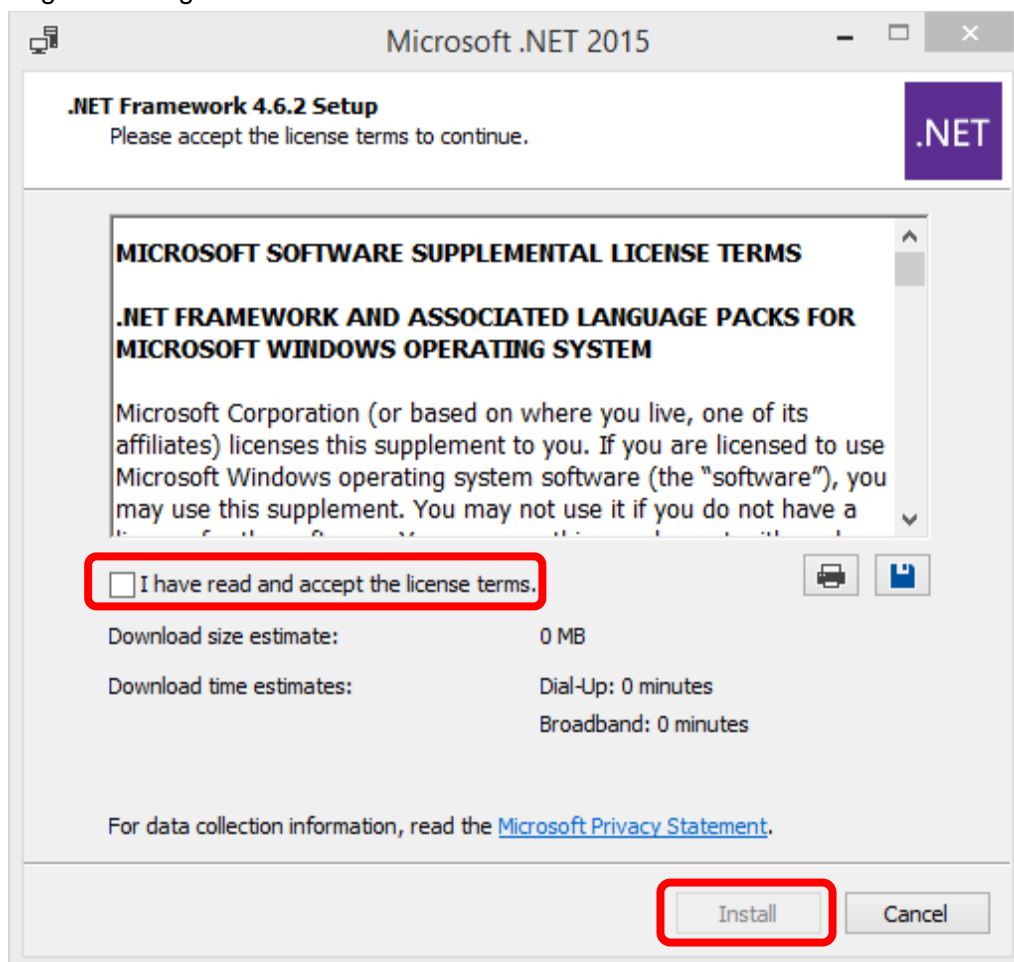 Microsoft .NET 2015
.NET Framework 4.6.2 Setup
Please accept the license terms to continue.
.NET
MICROSOFT SOFTWARE SUPPLEMENTAL LICENSE TERMS
.NET FRAMEWORK AND ASSOCIATED LANGUAGE PACKS FOR
MICROSOFT WINDOWS OPERATING SYSTEM
Microsoft Corporation (or based on where you live, one of its
affiliates) licenses this supplement to you. If you are licensed to use
Microsoft Windows operating system software (the “software”), you
may use this supplement. You may not use it if you do not have a
I have read and accept the license terms.
Download size estimate: 0 MB
Download time estimates: Dial-Up: 0 minutes
Broadband: 0 minutes
For data collection information, read the Microsoft Privacy Statement.
Install Cancel